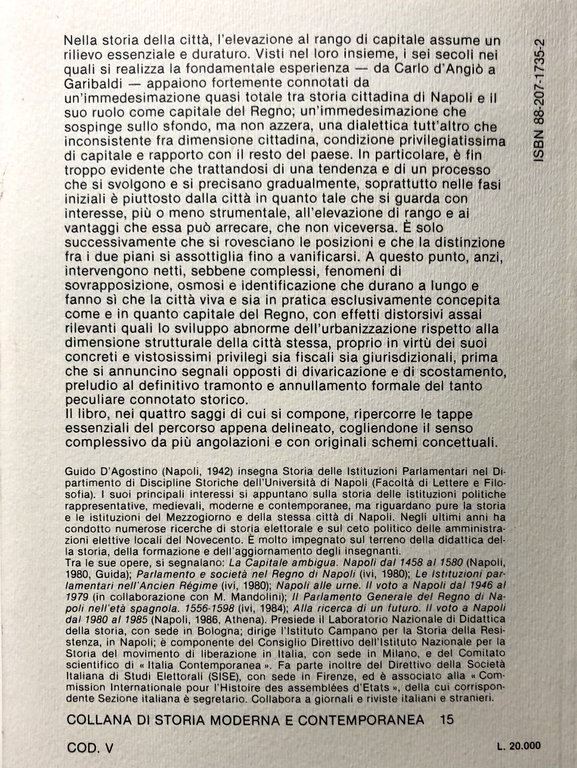 Nella storia della città, l'elevazione al rango di capitale assume un
rilievo essenziale e duraturo. Visti nel loro insieme, i sei secoli nei
quali si realizza la fondamentale esperienza — da Carlo d'Angiò a
Garibaldi — appaiono fortemente connotati da
un'immedesimazione quasi totale tra storia cittadina di Napoli e il
suo ruolo come capitale del Regno; un'immedesimazione che
sospinge sullo sfondo, ma non azzera, una dialettica tutt'altro che
inconsistente fra dimensione cittadina, condizione privilegiatissima
di capitale e rapporto con il resto del paese. In particolare, è fin
troppo evidente che trattandosi di una tendenza e di un processo
che si svolgono e si precisano gradualmente, soprattutto nelle fasi
iniziali è piuttosto dalla città in quanto tale che si guarda con
interesse, più o meno strumentale, all'elevazione di rango e ai
vantaggi che essa può arrecare, che non viceversa. È solo
successivamente che si rovesciano le posizioni e che la distinzione
fra i due piani si assottiglia fino a vanificarsi. A questo punto, anzi,
intervengono netti, sebbene complessi, fenomeni di
sovrapposizione, osmosi e identificazione che durano a lungo e
fanno sì che la città viva e sia in pratica esclusivamente concepita
come e in quanto capitale del Regno, con effetti distorsivi assai
rilevanti quali lo sviluppo abnorme dell'urbanizzazione rispetto alla
dimensione strutturale della città stessa, proprio in virtù dei suoi
concreti e vistosissimi privilegi sia fiscali sia giurisdizionali, prima
che si annuncino segnali opposti di divaricazione e di scostamento,
preludio al definitivo tramonto e annullamento formale del tanto
peculiare connotato storico.
Il libro, nei quattro saggi di cui si compone, ripercorre le tappe
essenziali del percorso appena delineato, cogliendone il senso
complessivo da più angolazioni e con originali schemi concettuali.
Guido D'Agostino (Napoli, 1942) insegna Storia delle Istituzioni Parlamentari nel Di-
partimento di Discipline Storiche dell'Università di Napoli (Facoltà di Lettere e Filo-
sofia). I suoi principali interessi si appuntano sulla storia delle istituzioni politiche
rappresentative, medievali, moderne e contemporanee, ma riguardano pure la storia
e le istituzioni del Mezzogiorno e della stessa città di Napoli. Negli ultimi anni ha
condotto numerose ricerche di storia elettorale e sul ceto politico delle amministra-
zioni elettive locali del Novecento. È molto impegnato sul terreno della didattica del-
la storia, della formazione e dell'aggiornamento degli insegnanti.
Tra le sue opere, si segnalano: La Capitale ambigua. Napoli dal 1458 al 1580 (Napoli,
1980, Guida); Parlamento e società nel Regno di Napoli (ivi, 1980); Le Istituzioni par-
lamentari nell'Ancien Régime (ivi, 1980); Napoli alle urne. Il voto a Napoli dal 1946 al
1979 (in collaborazione con M. Mandolini); Il Parlamento Generale del Regno di Na-
poli nell'età spagnola. 1556-1598 (ivi, 1984); Alla ricerca di un futuro. Il voto a Napoli
dal 1980 al 1985 (Napoli, 1986, Athena). Presiede il Laboratorio Nazionale di Didattica
della storia, con sede in Bologna; dirige l'Istituto Campano per la Storia della Resi-
stenza, in Napoli; è componente del Consiglio Direttivo dell'Istituto Nazionale per la
Storia del movimento di liberazione in Italia, con sede in Milano, e del Comitato
scientifico di « Italia Contemporanea ». Fa parte inoltre del Direttivo della Società
Italiana di Studi Elettorali (SISE), con sede in Firenze, ed è associato alla « Com-
mission Internationale pour l'Histoire des assemblées d'Etats », della cui corrispon-
dente Sezione italiana è segretario. Collabora a giornali e riviste italiani e stranieri.
COLLANA DI STORIA MODERNA E CONTEMPORANEA 15
COD. V
L. 20.000
ISBN 88-207-1735-2